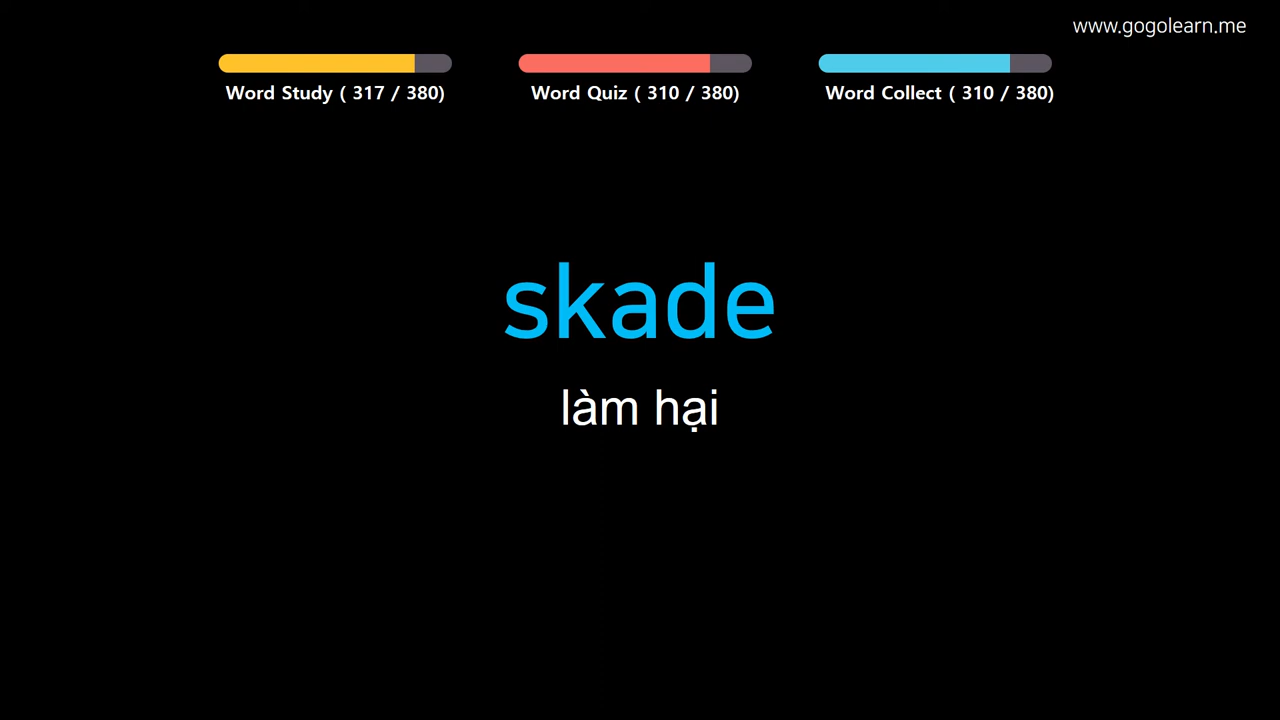 www.gogolearn.me
Word Study ( 317 / 380)
Word Quiz ( 310 / 380)
Word Collect ( 310 / 380)
skade
làm hại